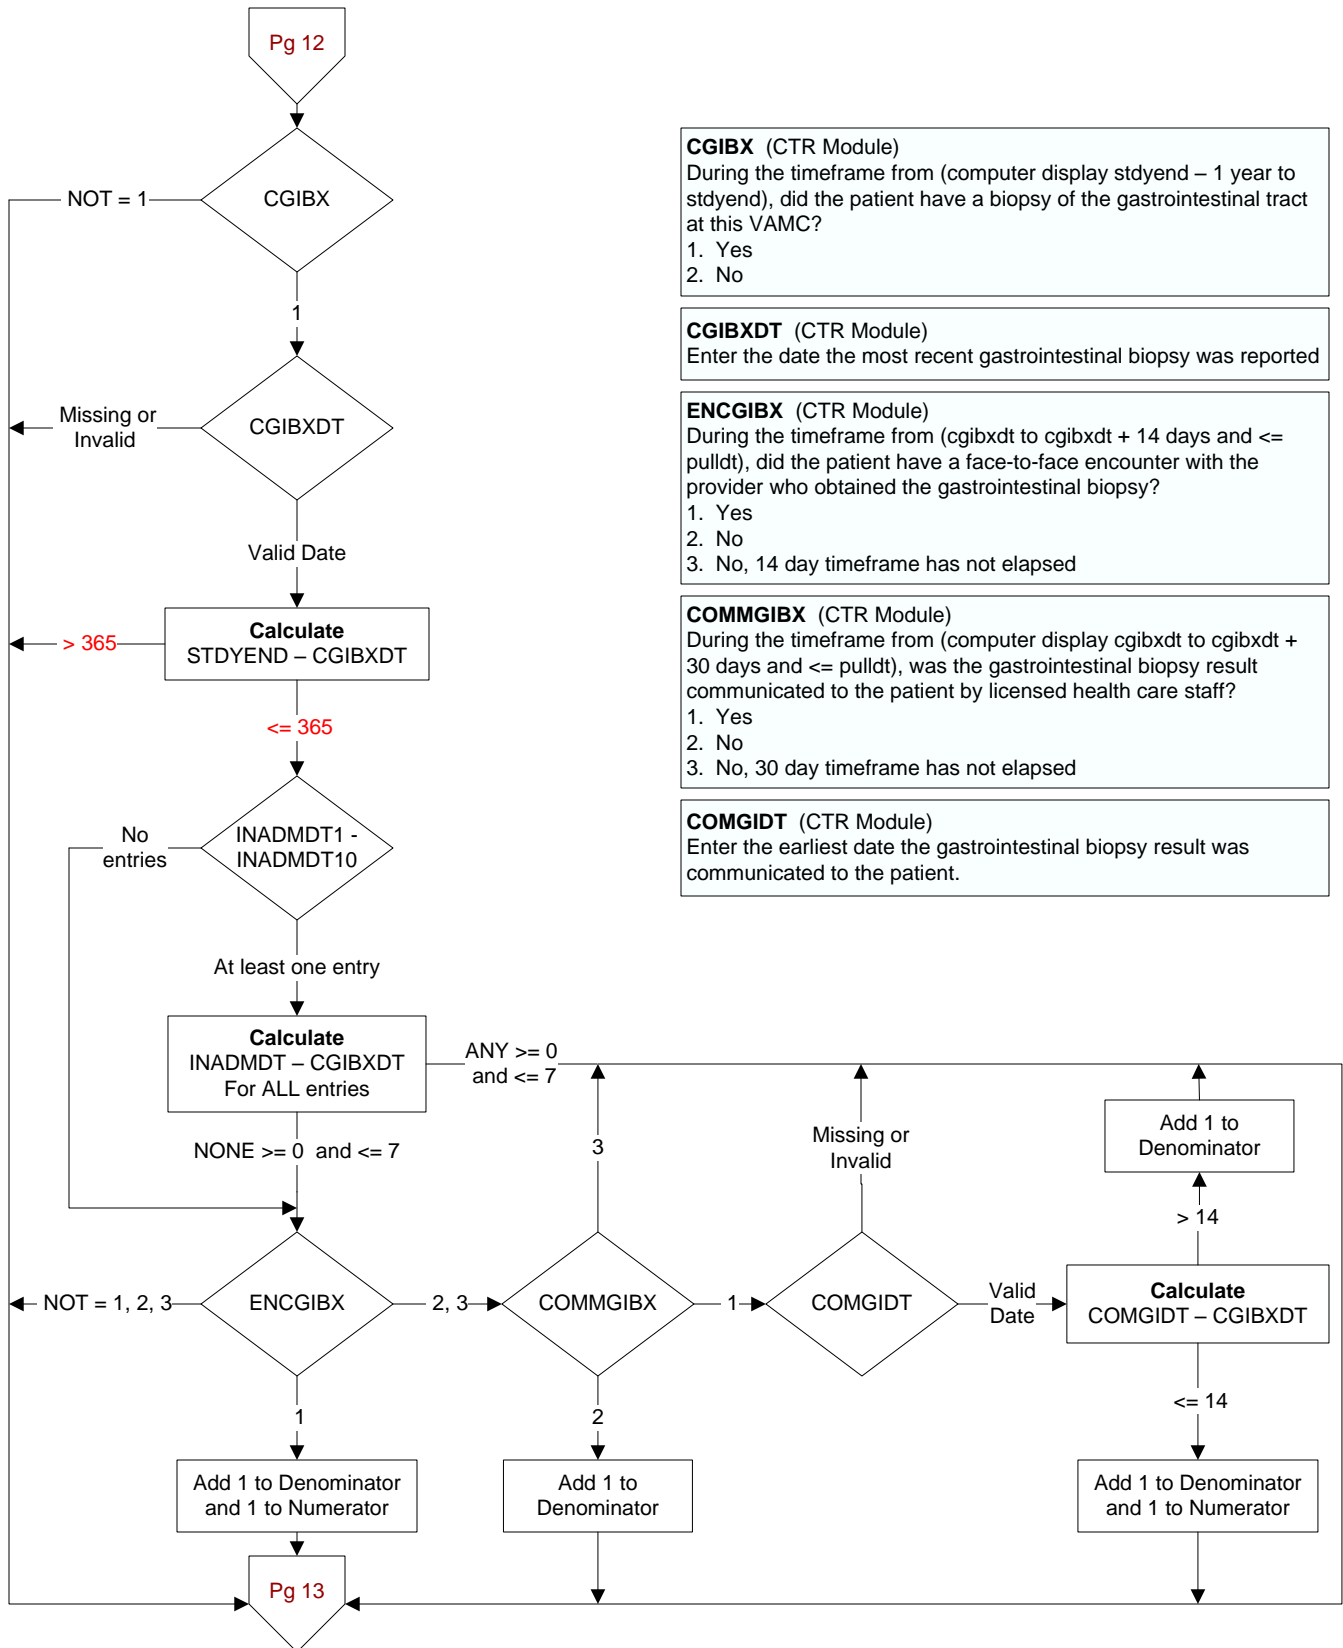 Pg 12
CGIBX
NOT = 1
1
CGIBXDT
Missing or
Invalid
Valid Date
Calculate
STDYEND – CGIBXDT
> 365
<= 365
INADMDT1 -
INADMDT10
No
entries
At least one entry
Calculate
INADMDT – CGIBXDT
For ALL entries
ANY >= 0
and <= 7
NONE >= 0 and <= 7
ENCGIBX
NOT = 1, 2, 3
2, 3
1
Add 1 to Denominator
and 1 to Numerator
Pg 13
COMMGIBX
3
1
2
Add 1 to
Denominator
COMGIDT
Missing or
Invalid
Valid
Date
Calculate
COMGIDT – CGIBXDT
> 14
Add 1 to
Denominator
<= 14
Add 1 to Denominator
and 1 to Numerator
CGIBX (CTR Module)
During the timeframe from (computer display stdyend – 1 year to
stdyend), did the patient have a biopsy of the gastrointestinal tract
at this VAMC?
1. Yes
2. No
CGIBXDT (CTR Module)
Enter the date the most recent gastrointestinal biopsy was reported
ENCGIBX (CTR Module)
During the timeframe from (cgibxdt to cgibxdt + 14 days and <=
pulldt), did the patient have a face-to-face encounter with the
provider who obtained the gastrointestinal biopsy?
1. Yes
2. No
3. No, 14 day timeframe has not elapsed
COMMGIBX (CTR Module)
During the timeframe from (computer display cgibxdt to cgibxdt +
30 days and <= pulldt), was the gastrointestinal biopsy result
communicated to the patient by licensed health care staff?
1. Yes
2. No
3. No, 30 day timeframe has not elapsed
COMGIDT (CTR Module)
Enter the earliest date the gastrointestinal biopsy result was
communicated to the patient.